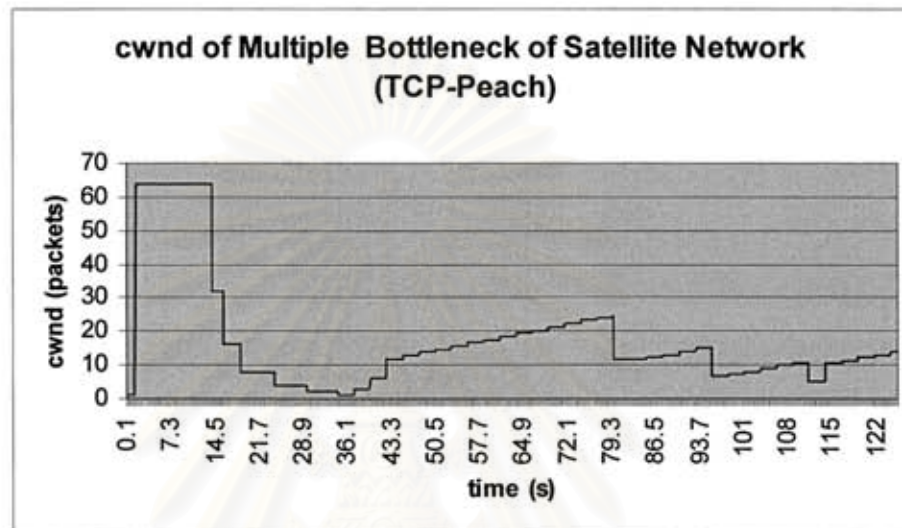 cwnd of Multiple Bottleneck of Satellite Network
(TCP-Peach)
cwnd (packets)
70
60
50
40
30
20
10
0
0.1 7.3 14.5 21.7 28.9 36.1 43.3 50.5 57.7 64.9 72.1 79.3 86.5 93.7 101 108 115 122
time (s)